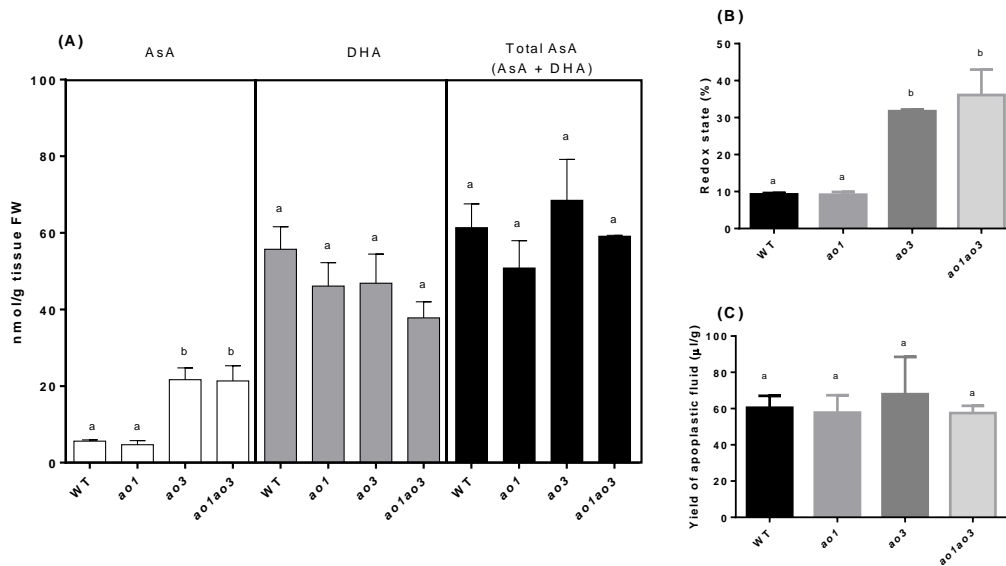 (A)
AsA
DHA
Total AsA
(AsA + DHA)
nmol/g tissue FW
100
80
60
40
20
0
a
a
b
b
a
a
a
a
a
a
a
a
WT
ao1
ao3
ao1ao3
WT
ao1
ao3
ao1ao3
WT
ao1
ao3
ao1ao3
(B)
Redox state (%)
50
40
30
20
10
0
a
a
b
b
WT
ao1
ao3
ao1ao3
(C)
Yield of apoplastic fluid (µl/g)
100
80
60
40
20
0
a
a
a
a
WT
ao1
ao3
ao1ao3